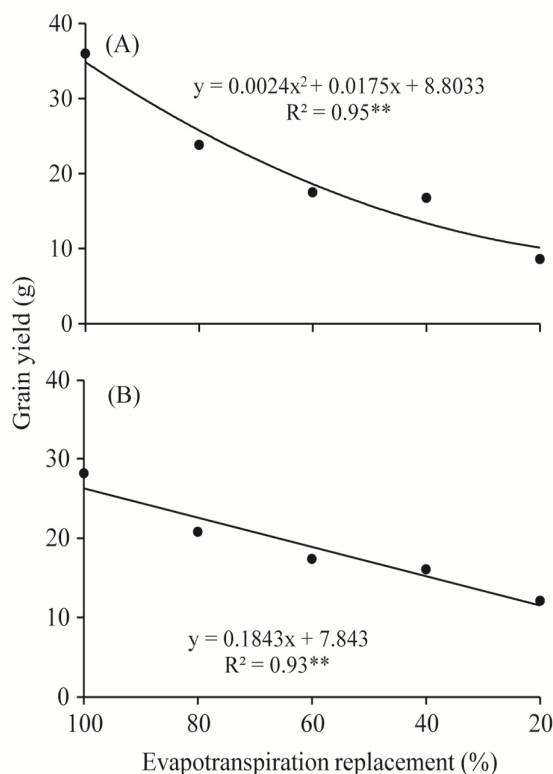 40
(A)
y = 0.0024x² + 0.0175x + 8.8033
R² = 0.95**
30
20
10
0
Grain yield (g)
40
(B)
30
20
y = 0.1843x + 7.843
R² = 0.93**
10
0
100 80 60 40 20
Evapotranspiration replacement (%)